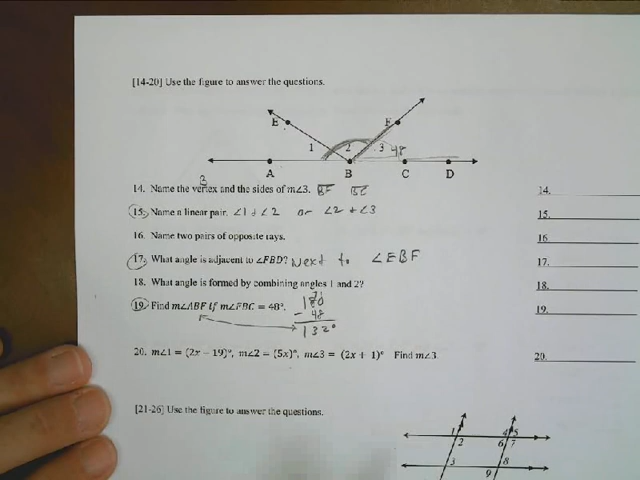 [14-20] Use the figure to answer the questions.
E F
1 2 3 48
A B C D
B
14. Name the vertex and the sides of m∠3. BF BC
14.
15. Name a linear pair. ∠1 + ∠2 or ∠2 + ∠3
15.
16. Name two pairs of opposite rays.
16.
17. What angle is adjacent to ∠FBD? Next to ∠EBF
17.
18. What angle is formed by combining angles 1 and 2?
18.
19. Find m∠ABF if m∠FBC = 48°. 180
19.
- 48
132°
20. m∠1 = (2x − 19)°, m∠2 = (5x)°, m∠3 = (2x + 1)° Find m∠3.
20.
[21-26] Use the figure to answer the questions.
1 4 5
2 6 7
3 8
9